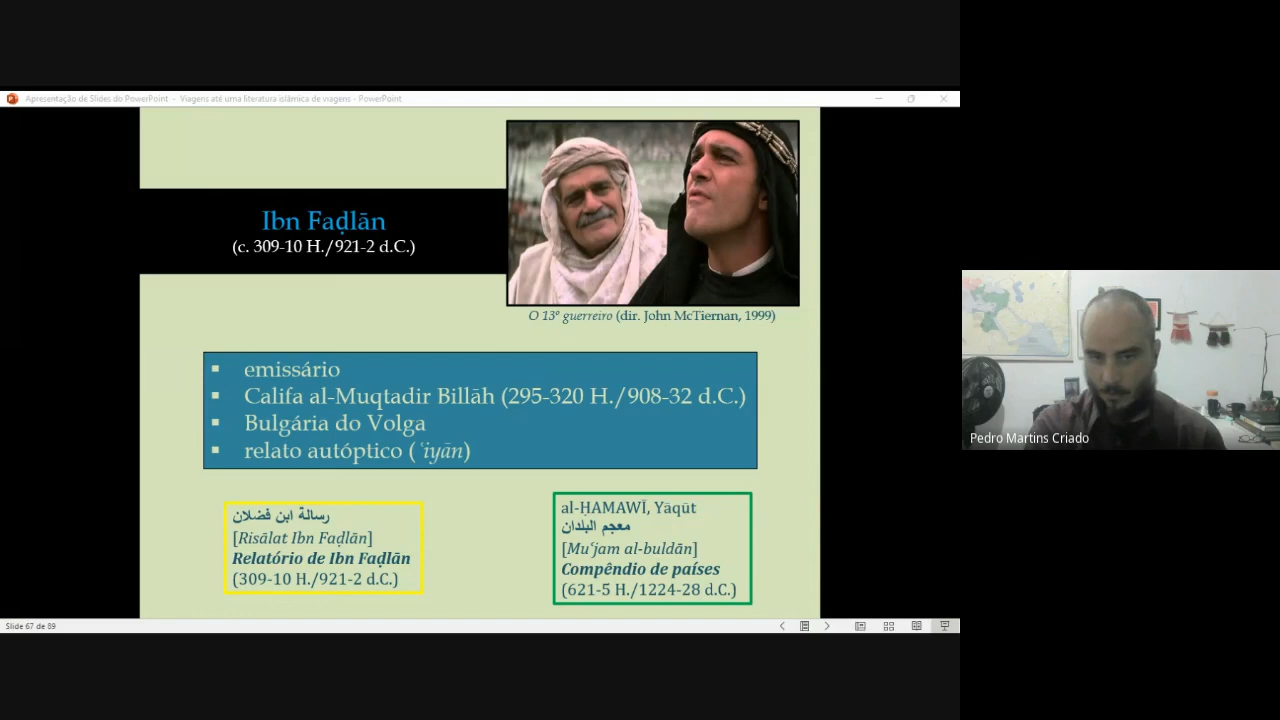 Apresentação de Slides do PowerPoint - Viagens até uma literatura islâmica de viagens - PowerPoint
Ibn Faḍlān
(c. 309-10 H./921-2 d.C.)
O 13º guerreiro (dir. John McTiernan, 1999)
▪ emissário
▪ Califa al-Muqtadir Billāh (295-320 H./908-32 d.C.)
▪ Bulgária do Volga
▪ relato autóptico (ʿiyān)
رسالة ابن فضلان
[Risālat Ibn Faḍlān]
Relatório de Ibn Faḍlān
(309-10 H./921-2 d.C.)
al-ḤAMAWĪ, Yāqūt
معجم البلدان
[Muʿjam al-buldān]
Compêndio de países
(621-5 H./1224-28 d.C.)
Pedro Martins Criado
Slide 67 de 89